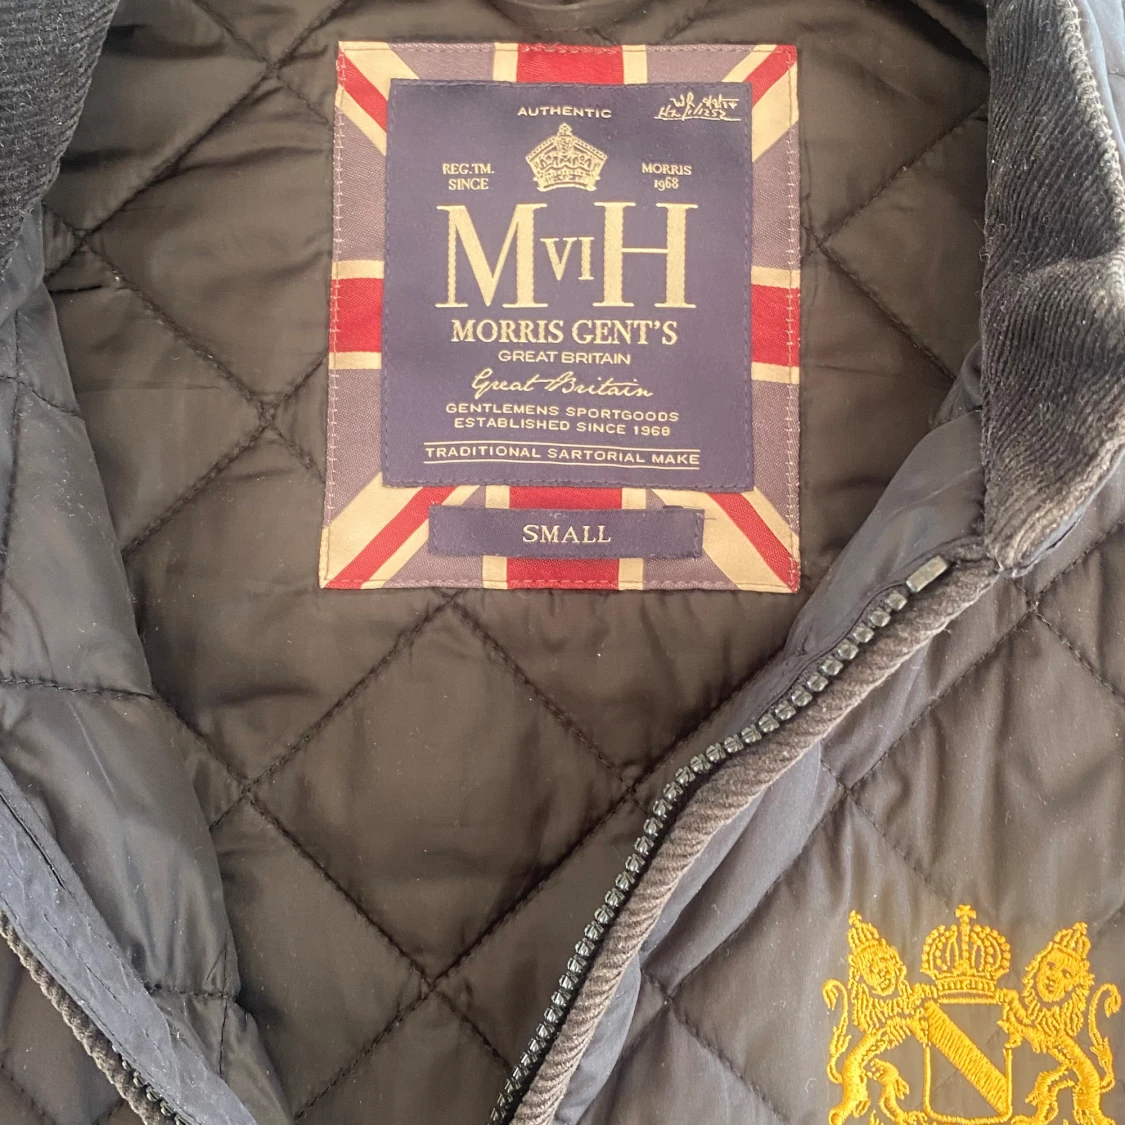 AUTHENTIC
REG.TM. SINCE
MORRIS 1968
MVIH
MORRIS GENT'S
GREAT BRITAIN
Great Britain
GENTLEMENS SPORTGOODS
ESTABLISHED SINCE 1968
TRADITIONAL SARTORIAL MAKE
SMALL